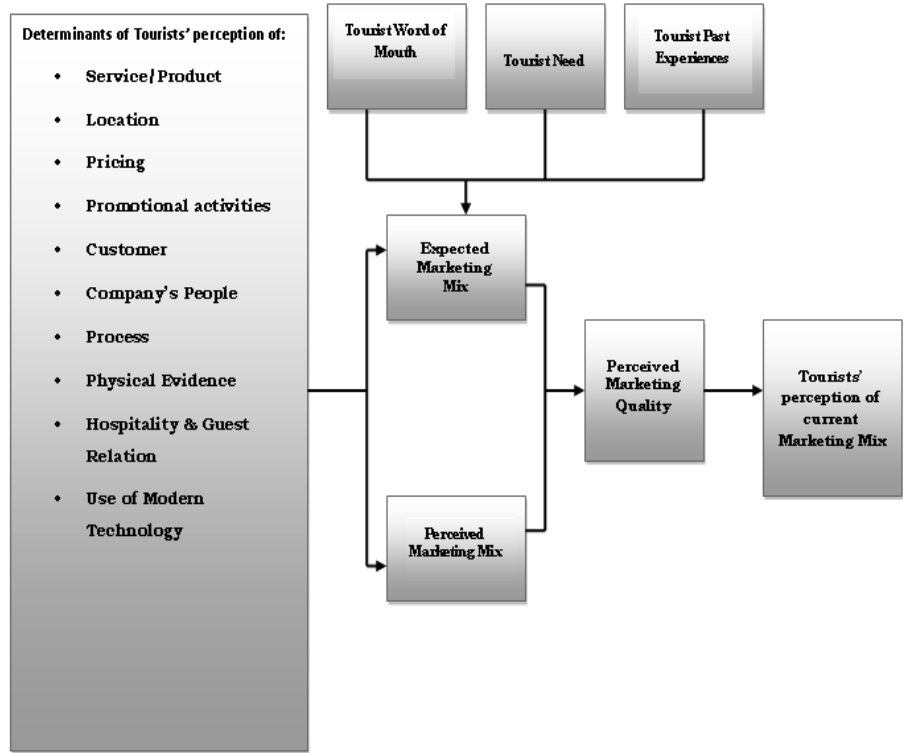 Determinants of Tourists' perception of:
• Service/Product
• Location
• Pricing
• Promotional activities
• Customer
• Company's People
• Process
• Physical Evidence
• Hospitality & Guest
Relation
• Use of Modern
Technology
Tourist Word of
Mouth
Tourist Need
Tourist Past
Experiences
Expected
Marketing
Mix
Perceived
Marketing Mix
Perceived
Marketing
Quality
Tourists'
perception of
current
Marketing Mix